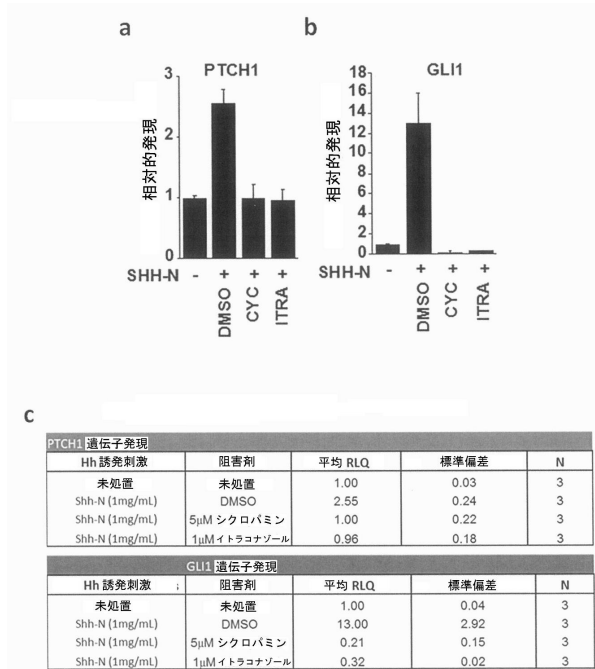 a
b
PTCH1
GLI1
相対的発現
3
2
1
0
相対的発現
18
16
14
12
10
8
6
4
2
0
SHH-N - + + +
DMSO
CYC
ITRA
SHH-N - + + +
DMSO
CYC
ITRA
c
PTCH1 遺伝子発現
Hh 誘発刺激 阻害剤 平均 RLQ 標準偏差 N
未処置 未処置 1.00 0.03 3
Shh-N (1mg/mL) DMSO 2.55 0.24 3
Shh-N (1mg/mL) 5μM シクロパミン 1.00 0.22 3
Shh-N (1mg/mL) 1μM イトラコナゾール 0.96 0.18 3
GLI1 遺伝子発現
Hh 誘発刺激 ; 阻害剤 平均 RLQ 標準偏差 N
未処置 未処置 1.00 0.04 3
Shh-N (1mg/mL) DMSO 13.00 2.92 3
Shh-N (1mg/mL) 5μM シクロパミン 0.21 0.15 3
Shh-N (1mg/mL) 1μM イトラコナゾール 0.32 0.02 3